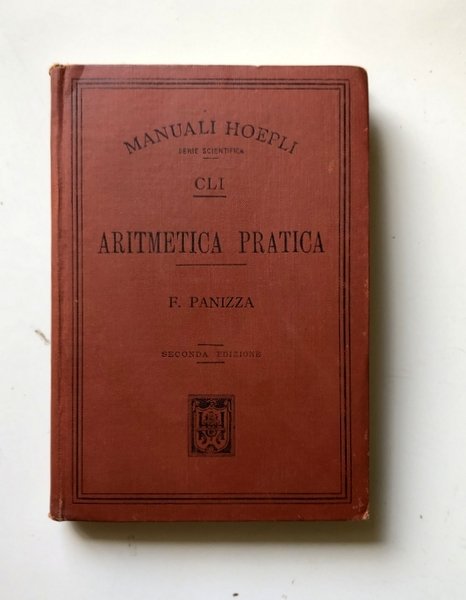 MANUALI HOEPLI
SERIE SCIENTIFICA
CLI
ARITMETICA PRATICA
F. PANIZZA
SECONDA EDIZIONE